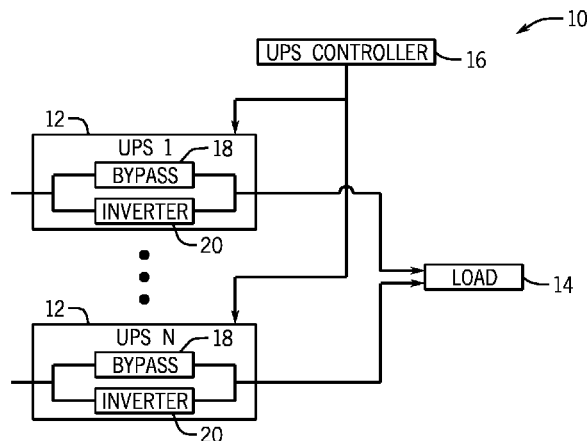 10
UPS CONTROLLER
16
12
UPS 1
18
BYPASS
INVERTER
20
LOAD
14
12
UPS N
18
BYPASS
INVERTER
20